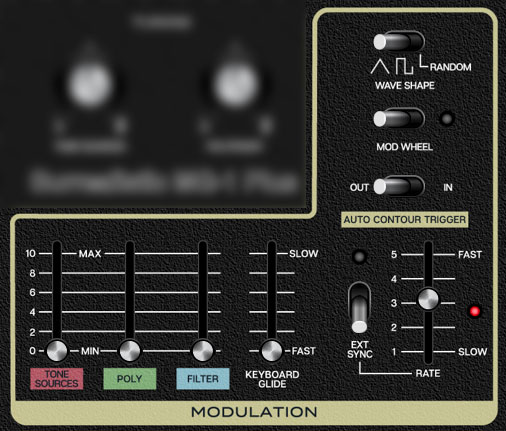 RANDOM
WAVE SHAPE
MOD WHEEL
OUT IN
AUTO CONTOUR TRIGGER
10 MAX SLOW
8
6
4
2
0 MIN FAST
TONE SOURCES
POLY
FILTER
KEYBOARD GLIDE
5 FAST
4
3
2
1 SLOW
EXT SYNC
RATE
MODULATION